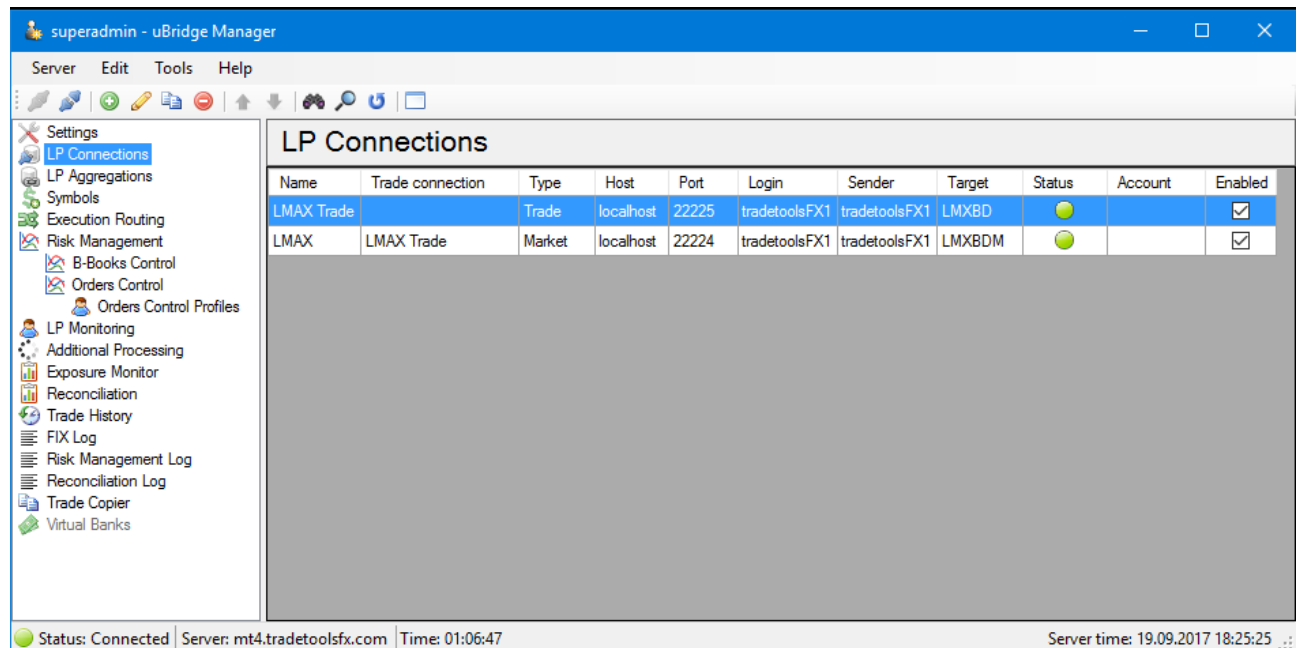 superadmin - uBridge Manager
Server Edit Tools Help
Settings
LP Connections
LP Aggregations
Symbols
Execution Routing
Risk Management
B-Books Control
Orders Control
Orders Control Profiles
LP Monitoring
Additional Processing
Exposure Monitor
Reconciliation
Trade History
FIX Log
Risk Management Log
Reconciliation Log
Trade Copier
Virtual Banks
LP Connections
Name Trade connection Type Host Port Login Sender Target Status Account Enabled
LMAX Trade Trade localhost 22225 tradetoolsFX1 tradetoolsFX1 LMXBD
LMAX LMAX Trade Market localhost 22224 tradetoolsFX1 tradetoolsFX1 LMXBDM
Status: Connected Server: mt4.tradetoolsfx.com Time: 01:06:47 Server time: 19.09.2017 18:25:25